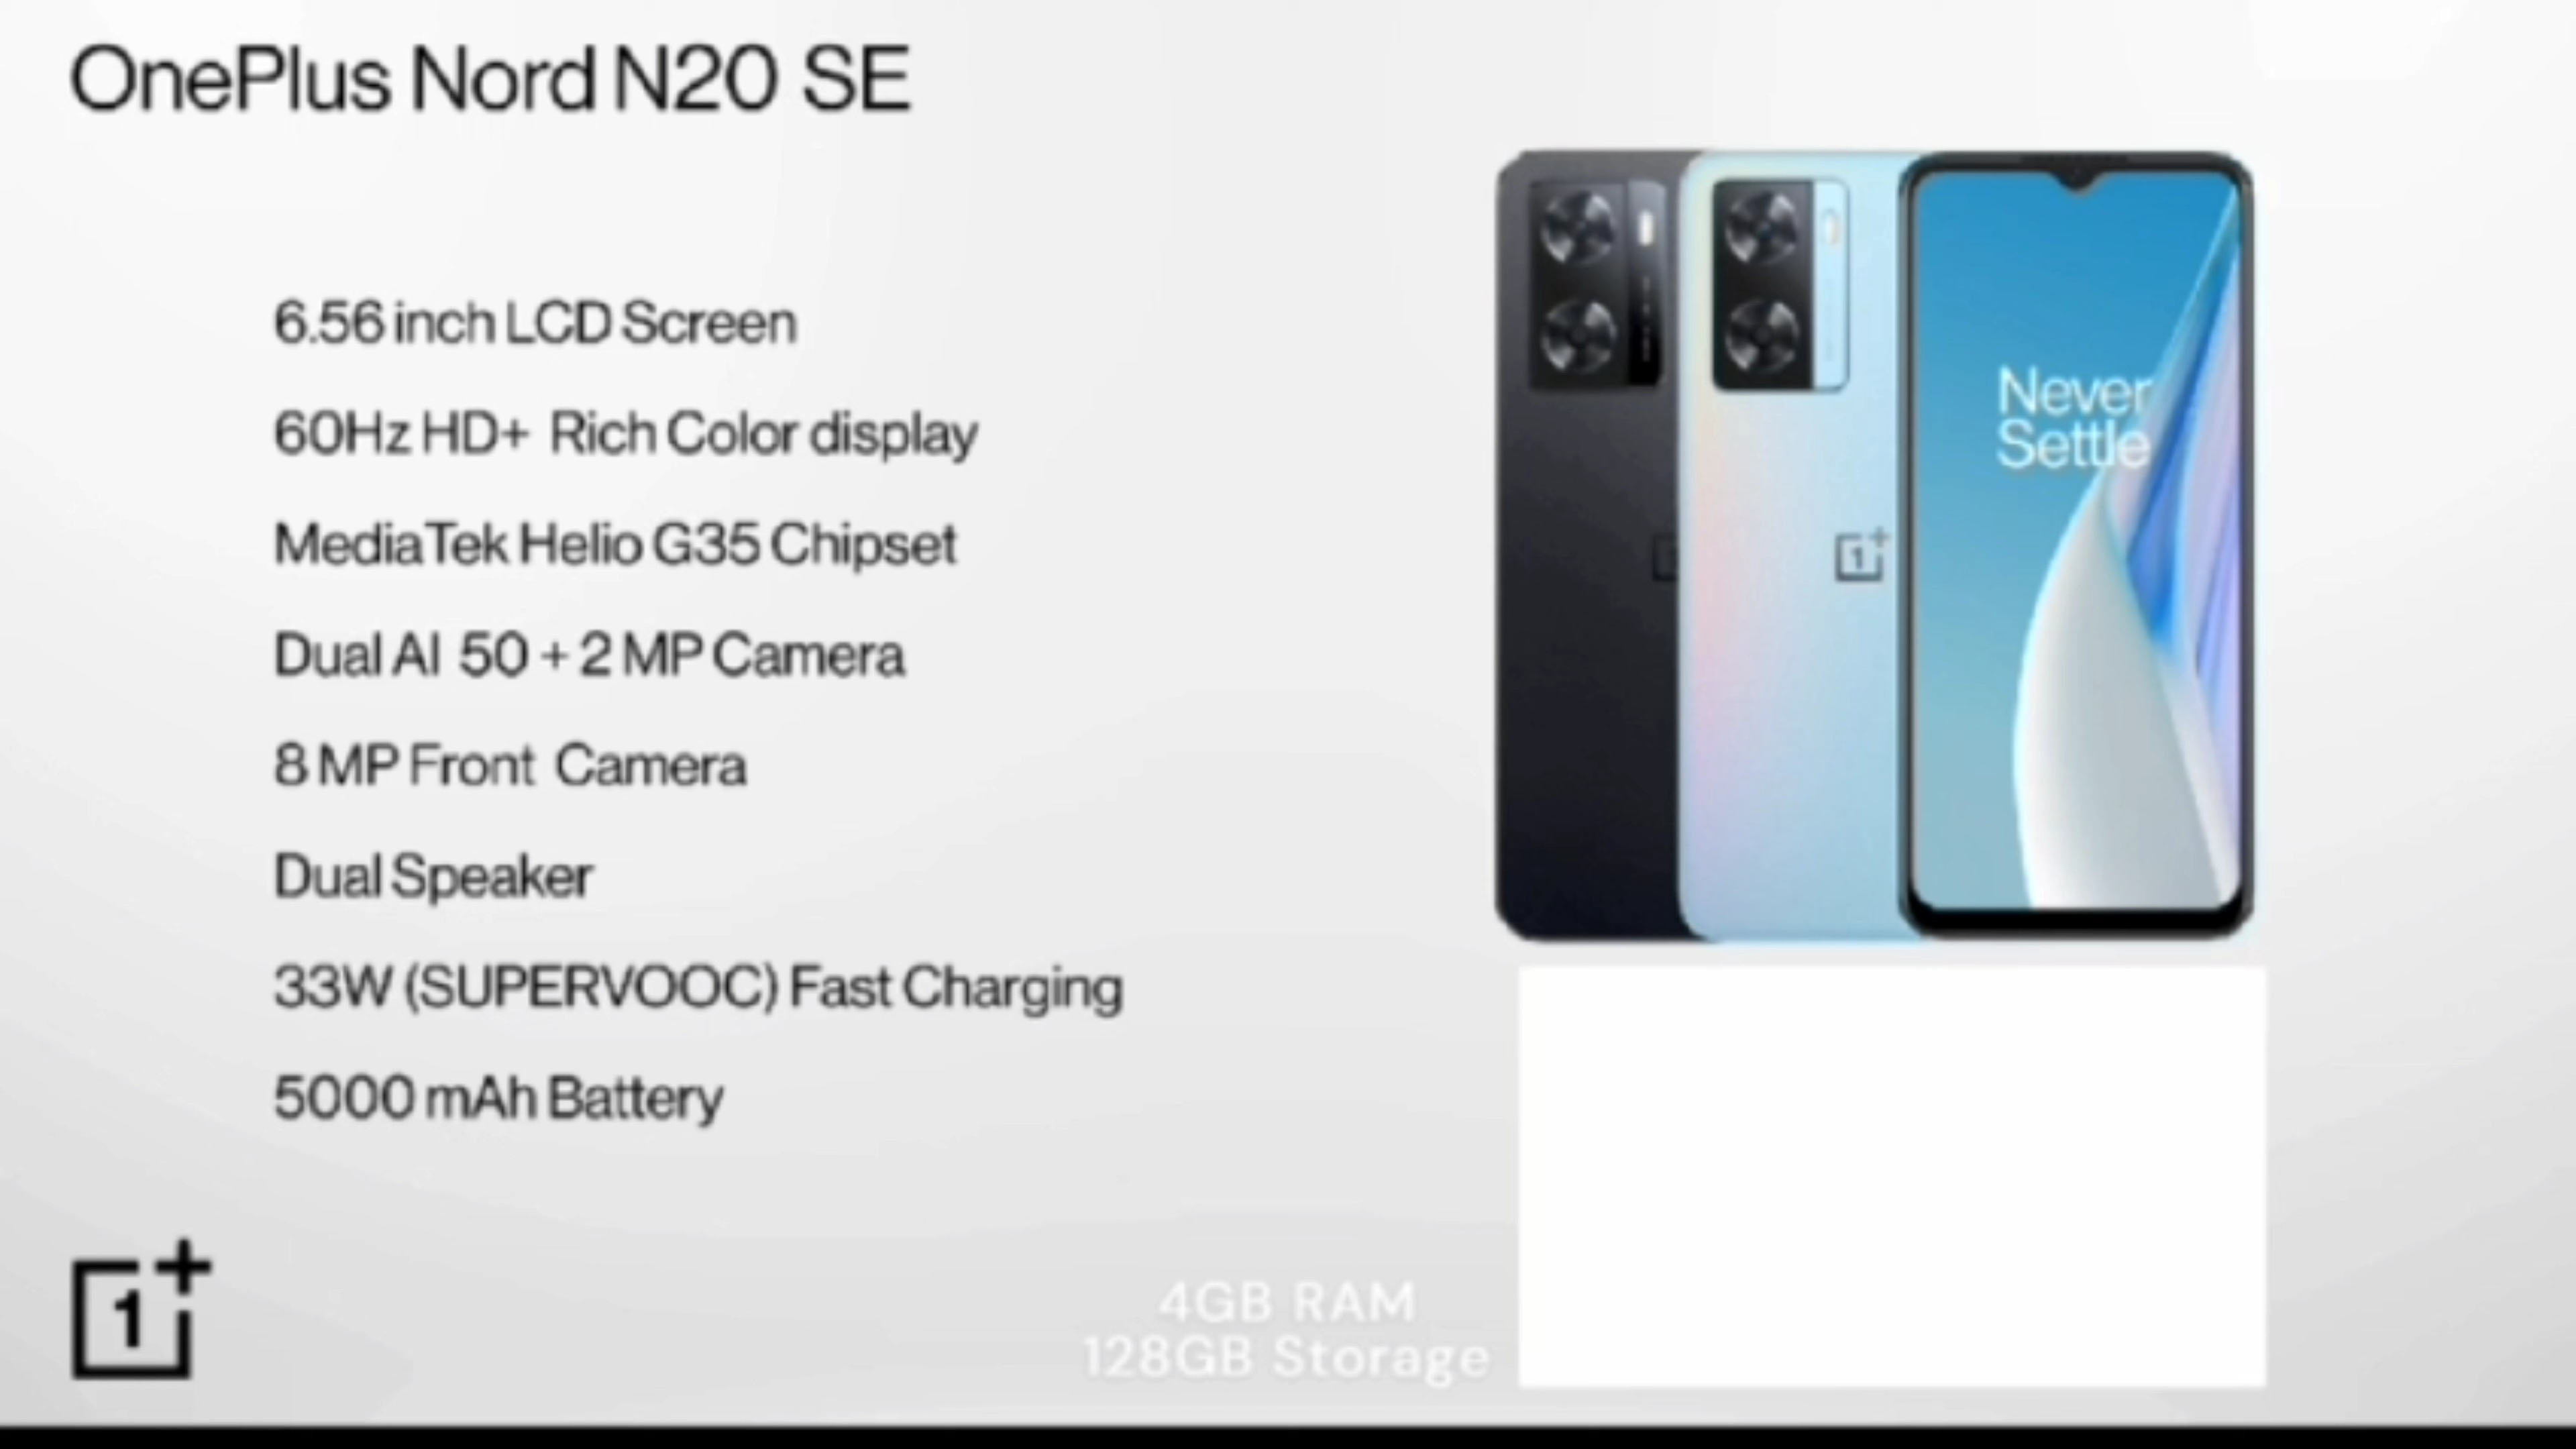 OnePlus Nord N20 SE
6.56 inch LCD Screen
60Hz HD+ Rich Color display
MediaTek Helio G35 Chipset
Dual AI 50 + 2 MP Camera
8 MP Front Camera
Dual Speaker
33W (SUPERVOOC) Fast Charging
5000 mAh Battery
Never
Settle
1+
1+
4GB RAM
128GB Storage